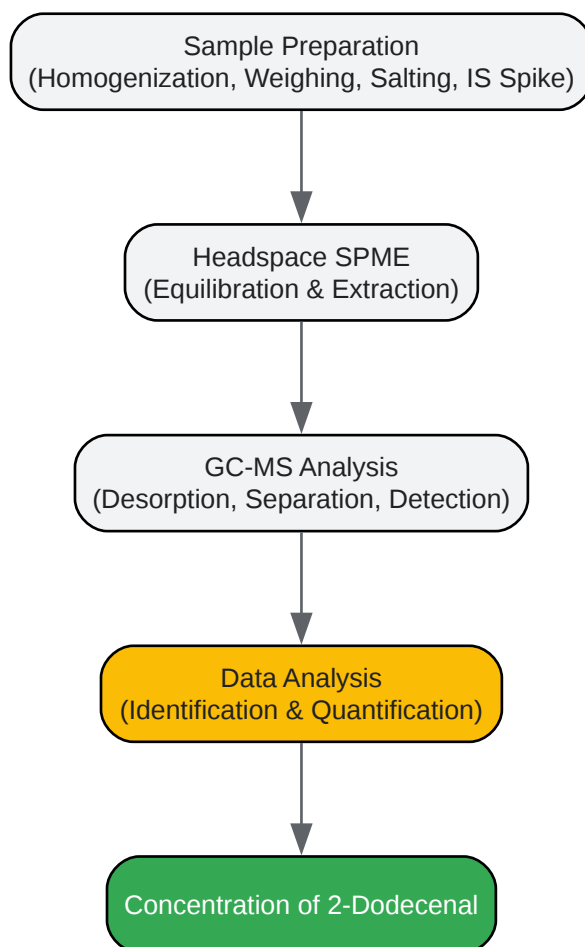 Sample Preparation
(Homogenization, Weighing, Salting, IS Spike)
Headspace SPME
(Equilibration & Extraction)
GC-MS Analysis
(Desorption, Separation, Detection)
Data Analysis
(Identification & Quantification)
Concentration of 2-Dodecenal